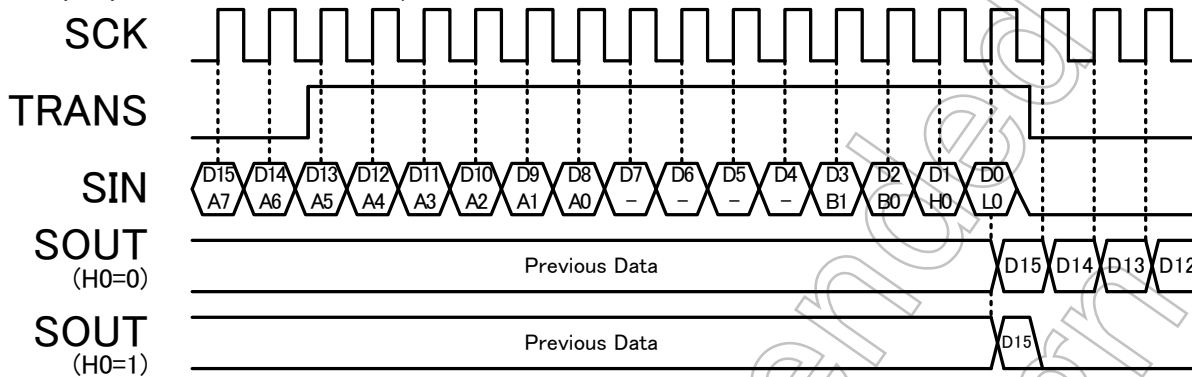 SCK
TRANS
SIN
D15 D14 D13 D12 D11 D10 D9 D8 D7 D6 D5 D4 D3 D2 D1 D0
A7 A6 A5 A4 A3 A2 A1 A0 - - - - B1 B0 H0 L0
SOUT
(H0=0)
Previous Data
D15 D14 D13 D12
SOUT
(H0=1)
Previous Data
D15